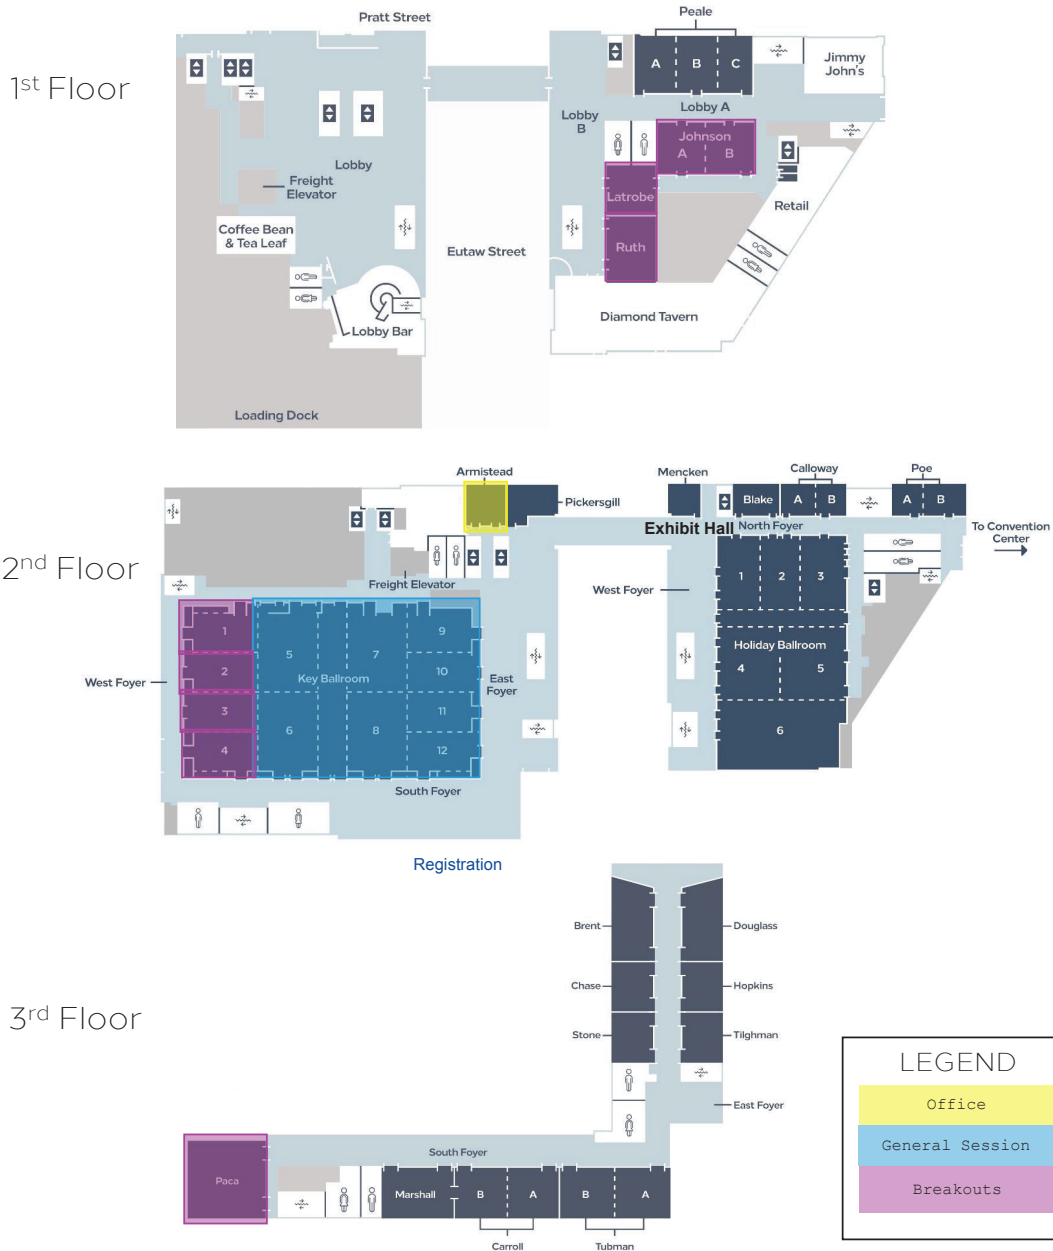 Pratt Street
Peale
1st Floor
A B C
Jimmy
John's
Lobby A
Lobby
B
Johnson
A B
Lobby
Freight
Elevator
Latrobe
Retail
Coffee Bean
& Tea Leaf
Eutaw Street
Ruth
Lobby Bar
Diamond Tavern
Loading Dock
Armistead
Mencken
Calloway
Poe
Pickersgill
Blake
A B
A B
Exhibit Hall
North Foyer
To Convention
Center
2nd Floor
Freight Elevator
West Foyer
1 2 3
1
5
7
9
Holiday Ballroom
4 5
2
Key Ballroom
10
West Foyer
East
Foyer
3
6
8
11
6
4
12
South Foyer
Registration
Brent
Douglass
Chase
Hopkins
3rd Floor
Stone
Tilghman
East Foyer
South Foyer
Paca
Marshall
B A
B A
Carroll
Tubman
LEGEND
Office
General Session
Breakouts